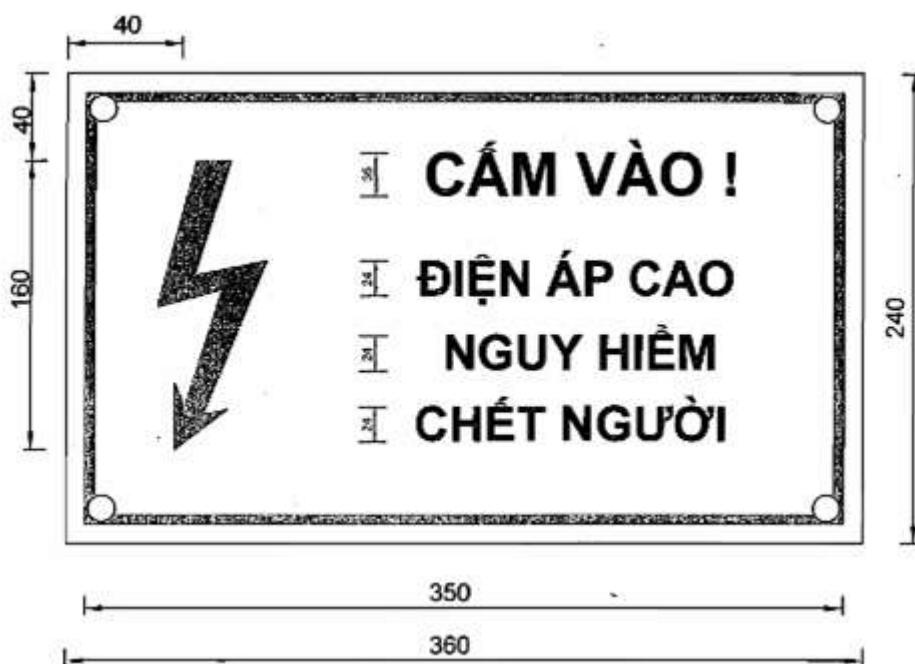 40
40
36 CẤM VÀO !
160
24 ĐIỆN ÁP CAO
240
24 NGUY HIỂM
24 CHẾT NGƯỜI
350
360